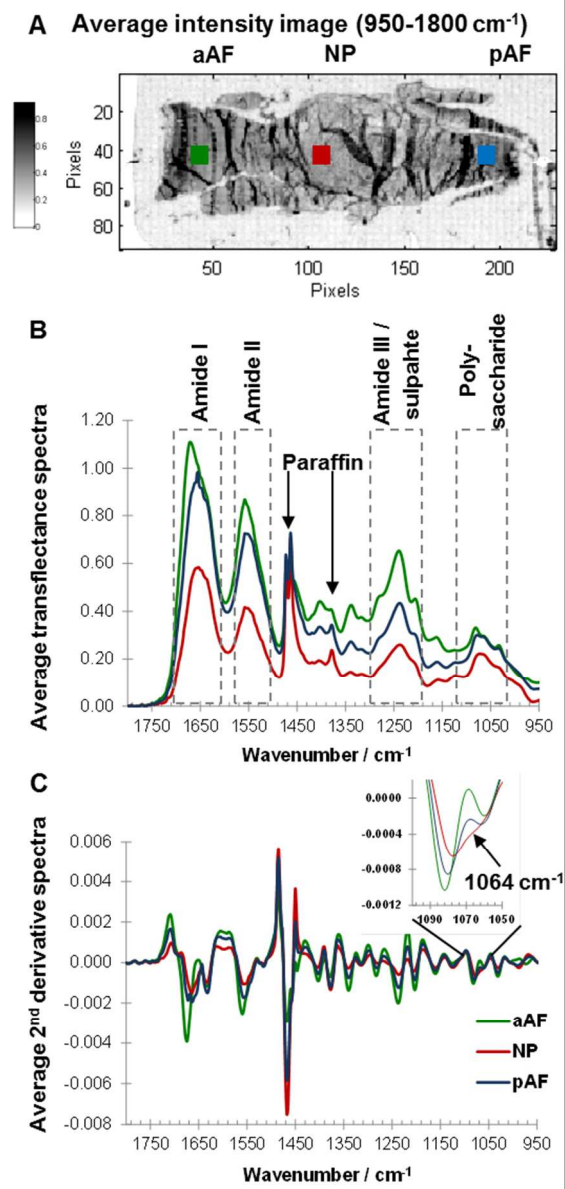 A Average intensity image (950-1800 cm-1)
aAF NP pAF
0.8
0.6
0.4
0.2
0
Pixels
20
40
60
80
50 100 150 200
Pixels
B
Amide I
Amide II
Amide III /
sulpahte
Poly-
saccharide
Paraffin
Average transflectance spectra
1.20
1.00
0.80
0.60
0.40
0.20
0.00
1750 1650 1550 1450 1350 1250 1150 1050 950
Wavenumber / cm-1
C
Average 2nd derivative spectra
0.006
0.004
0.002
0.000
-0.002
-0.004
-0.006
-0.008
0.0000
-0.0004
-0.0008
-0.0012
1090 1070 1050
1064 cm-1
aAF
NP
pAF
1750 1650 1550 1450 1350 1250 1150 1050 950
Wavenumber / cm-1